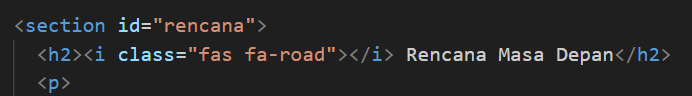 <section id="rencana">
<h2><i class="fas fa-road"></i> Rencana Masa Depan</h2>
<p>